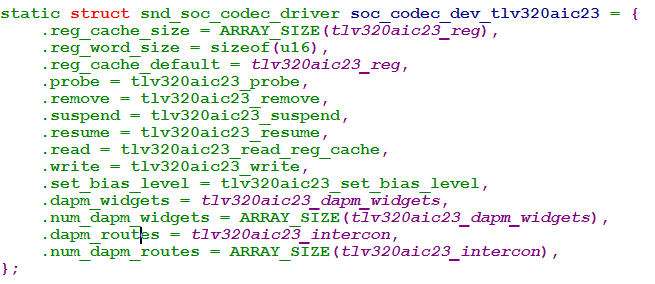 static struct snd_soc_codec_driver soc_codec_dev_tlv320aic23 = {
    .reg_cache_size = ARRAY_SIZE(tlv320aic23_reg),
    .reg_word_size = sizeof(u16),
    .reg_cache_default = tlv320aic23_reg,
    .probe = tlv320aic23_probe,
    .remove = tlv320aic23_remove,
    .suspend = tlv320aic23_suspend,
    .resume = tlv320aic23_resume,
    .read = tlv320aic23_read_reg_cache,
    .write = tlv320aic23_write,
    .set_bias_level = tlv320aic23_set_bias_level,
    .dapm_widgets = tlv320aic23_dapm_widgets,
    .num_dapm_widgets = ARRAY_SIZE(tlv320aic23_dapm_widgets),
    .dapm_routes = tlv320aic23_intercon,
    .num_dapm_routes = ARRAY_SIZE(tlv320aic23_intercon),
};